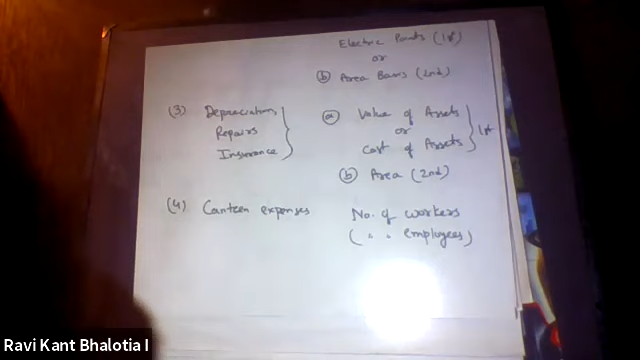 Electric Points (1st)
or
(b) Area Basis (2nd)
(3) Depreciation (a) Value of Assets
Repairs or 1st
Insurance Cost of Assets
(b) Area (2nd)
(4) Canteen expenses No. of workers
( " " employees)
Ravi Kant Bhalotia I